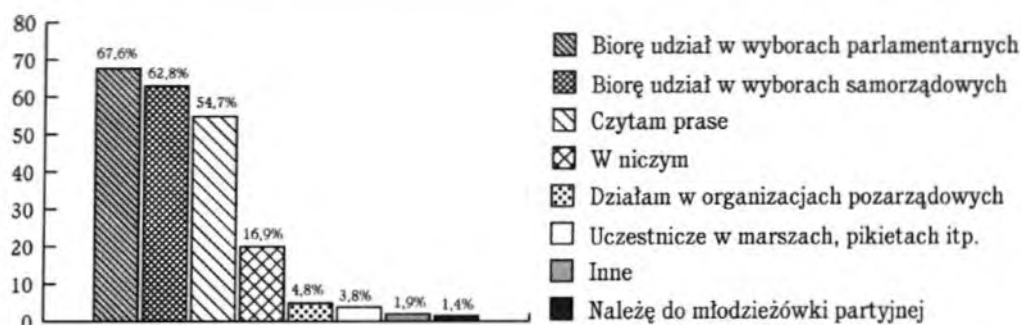 80
70
60
50
40
30
20
10
0
67,6%
62,8%
54,7%
16,9%
4,8%
3,8%
1,9%
1,4%
Biorę udział w wyborach parlamentarnych
Biorę udział w wyborach samorządowych
Czytam prase
W niczym
Działam w organizacjach pozarządowych
Uczestnicze w marszach, pikietach itp.
Inne
Należę do młodzieżówki partyjnej